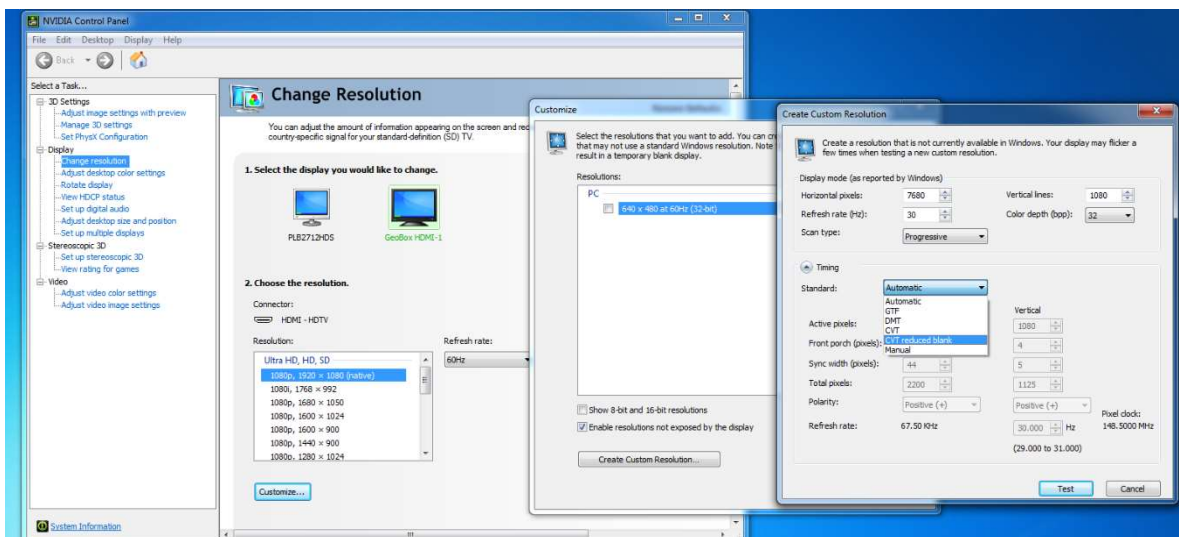 NVIDIA Control Panel
File Edit Desktop Display Help
Back
Select a Task...
3D Settings
Adjust image settings with preview
Manage 3D settings
Set PhysX Configuration
Display
Change resolution
Adjust desktop color settings
Rotate display
View HDCP status
Set up digital audio
Adjust desktop size and position
Set up multiple displays
Stereoscopic 3D
Set up stereoscopic 3D
View rating for games
Video
Adjust video color settings
Adjust video image settings
System Information
Change Resolution
You can adjust the amount of information appearing on the screen and red
country-specific signal for your standard-definition (SD) TV.
1. Select the display you would like to change.
PLB2712HDS
GeoBox HDMI-1
2. Choose the resolution.
Connector:
HDMI - HDTV
Resolution:
Refresh rate:
Ultra HD, HD, SD
60Hz
1080p, 1920 × 1080 (native)
1080i, 1768 × 992
1080p, 1680 × 1050
1080p, 1600 × 1024
1080p, 1600 × 900
1080p, 1440 × 900
1080p, 1280 × 1024
Customize...
Customize
Select the resolutions that you want to add. You can cr
that may not use a standard Windows resolution. Note
result in a temporary blank display.
Resolutions:
PC
640 x 480 at 60Hz (32-bit)
Show 8-bit and 16-bit resolutions
Enable resolutions not exposed by the display
Create Custom Resolution...
Create Custom Resolution
Create a resolution that is not currently available in Windows. Your display may flicker a
few times when testing a new custom resolution.
Display mode (as reported by Windows)
Horizontal pixels: 7680 Vertical lines: 1080
Refresh rate (Hz): 30 Color depth (bpp): 32
Scan type: Progressive
Timing
Standard: Automatic
Automatic
GTF
DMT
CVT
CVT reduced blank
Manual
Vertical
Active pixels: 1080
Front porch (pixels): 4
Sync width (pixels): 44 5
Total pixels: 2200 1125
Polarity: Positive (+) Positive (+)
Pixel clock:
Refresh rate: 67.50 KHz 30.000 Hz 148.5000 MHz
(29.000 to 31.000)
Test Cancel